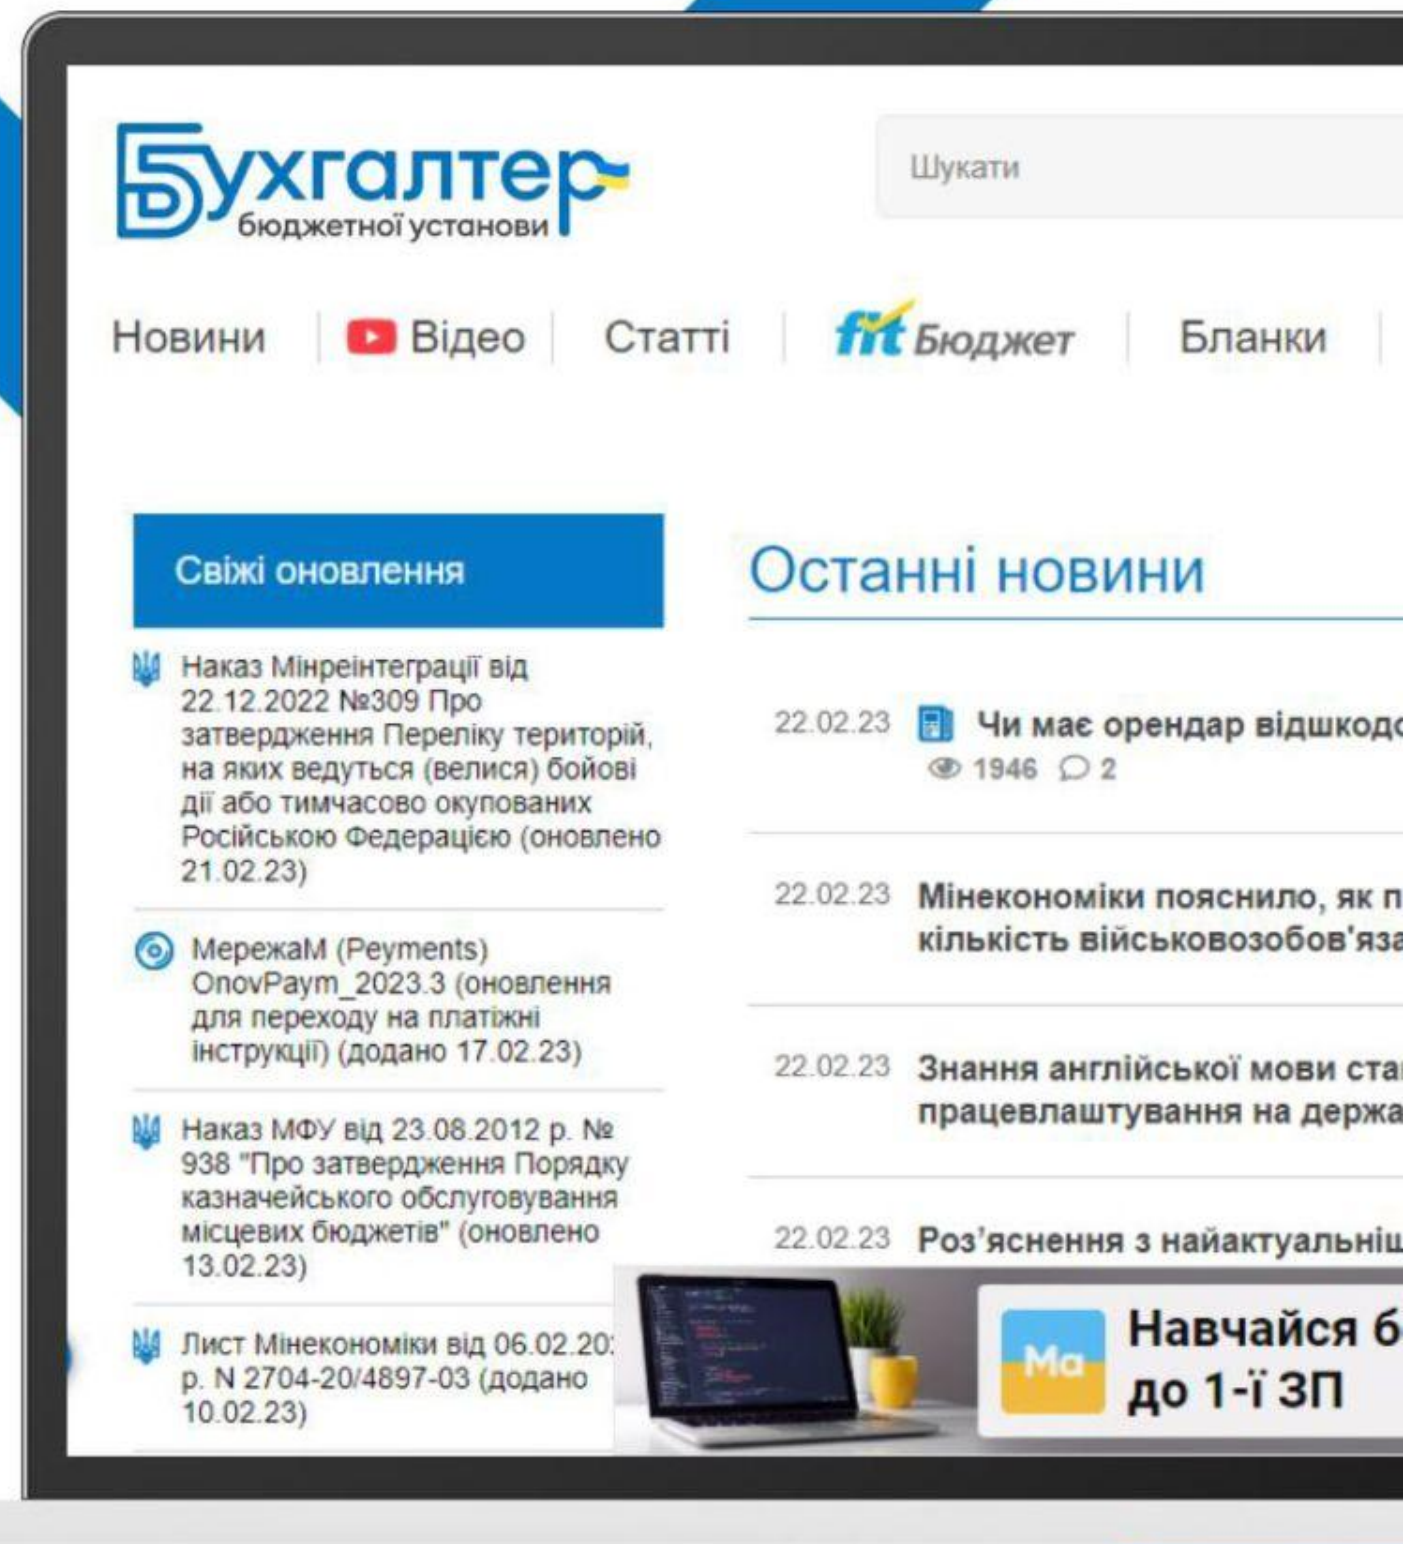 Бухгалтер
бюджетної установи
Шукати
Новини
Відео
Статті
fit Бюджет
Бланки
Свіжі оновлення
Наказ Мінреінтеграції від
22.12.2022 №309 Про
затвердження Переліку територій,
на яких ведуться (велися) бойові
дії або тимчасово окупованих
Російською Федерацією (оновлено
21.02.23)
МережаМ (Peyments)
OnovPaym_2023.3 (оновлення
для переходу на платіжні
інструкції) (додано 17.02.23)
Наказ МФУ від 23.08.2012 р. №
938 "Про затвердження Порядку
казначейського обслуговування
місцевих бюджетів" (оновлено
13.02.23)
Лист Мінекономіки від 06.02.20
р. N 2704-20/4897-03 (додано
10.02.23)
Останні новини
22.02.23 Чи має орендар
1946 2
22.02.23 Мінекономіки пояснило, як
кількість
22.02.23 Знання англійської мови
працевлаштування на
22.02.23 Роз’яснення з
Ma
Навчайся
до 1-ї ЗП